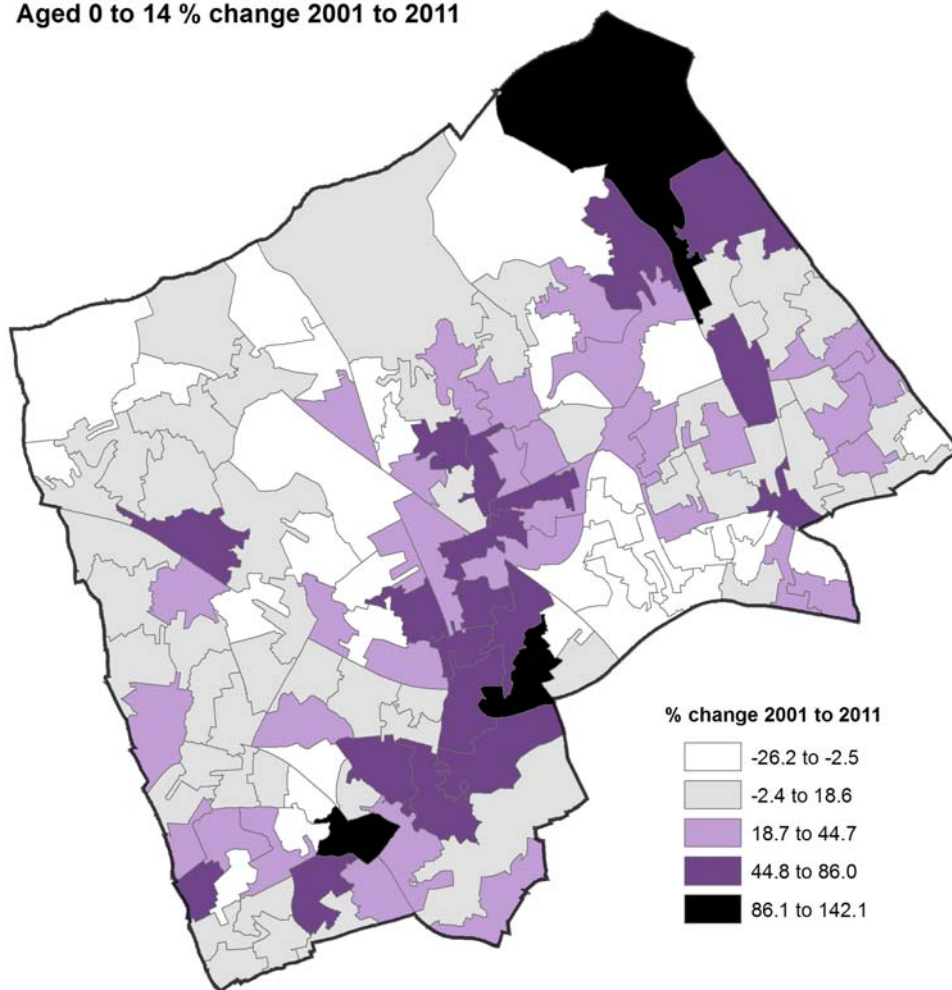 Aged 0 to 14 % change 2001 to 2011
% change 2001 to 2011
-26.2 to -2.5
-2.4 to 18.6
18.7 to 44.7
44.8 to 86.0
86.1 to 142.1